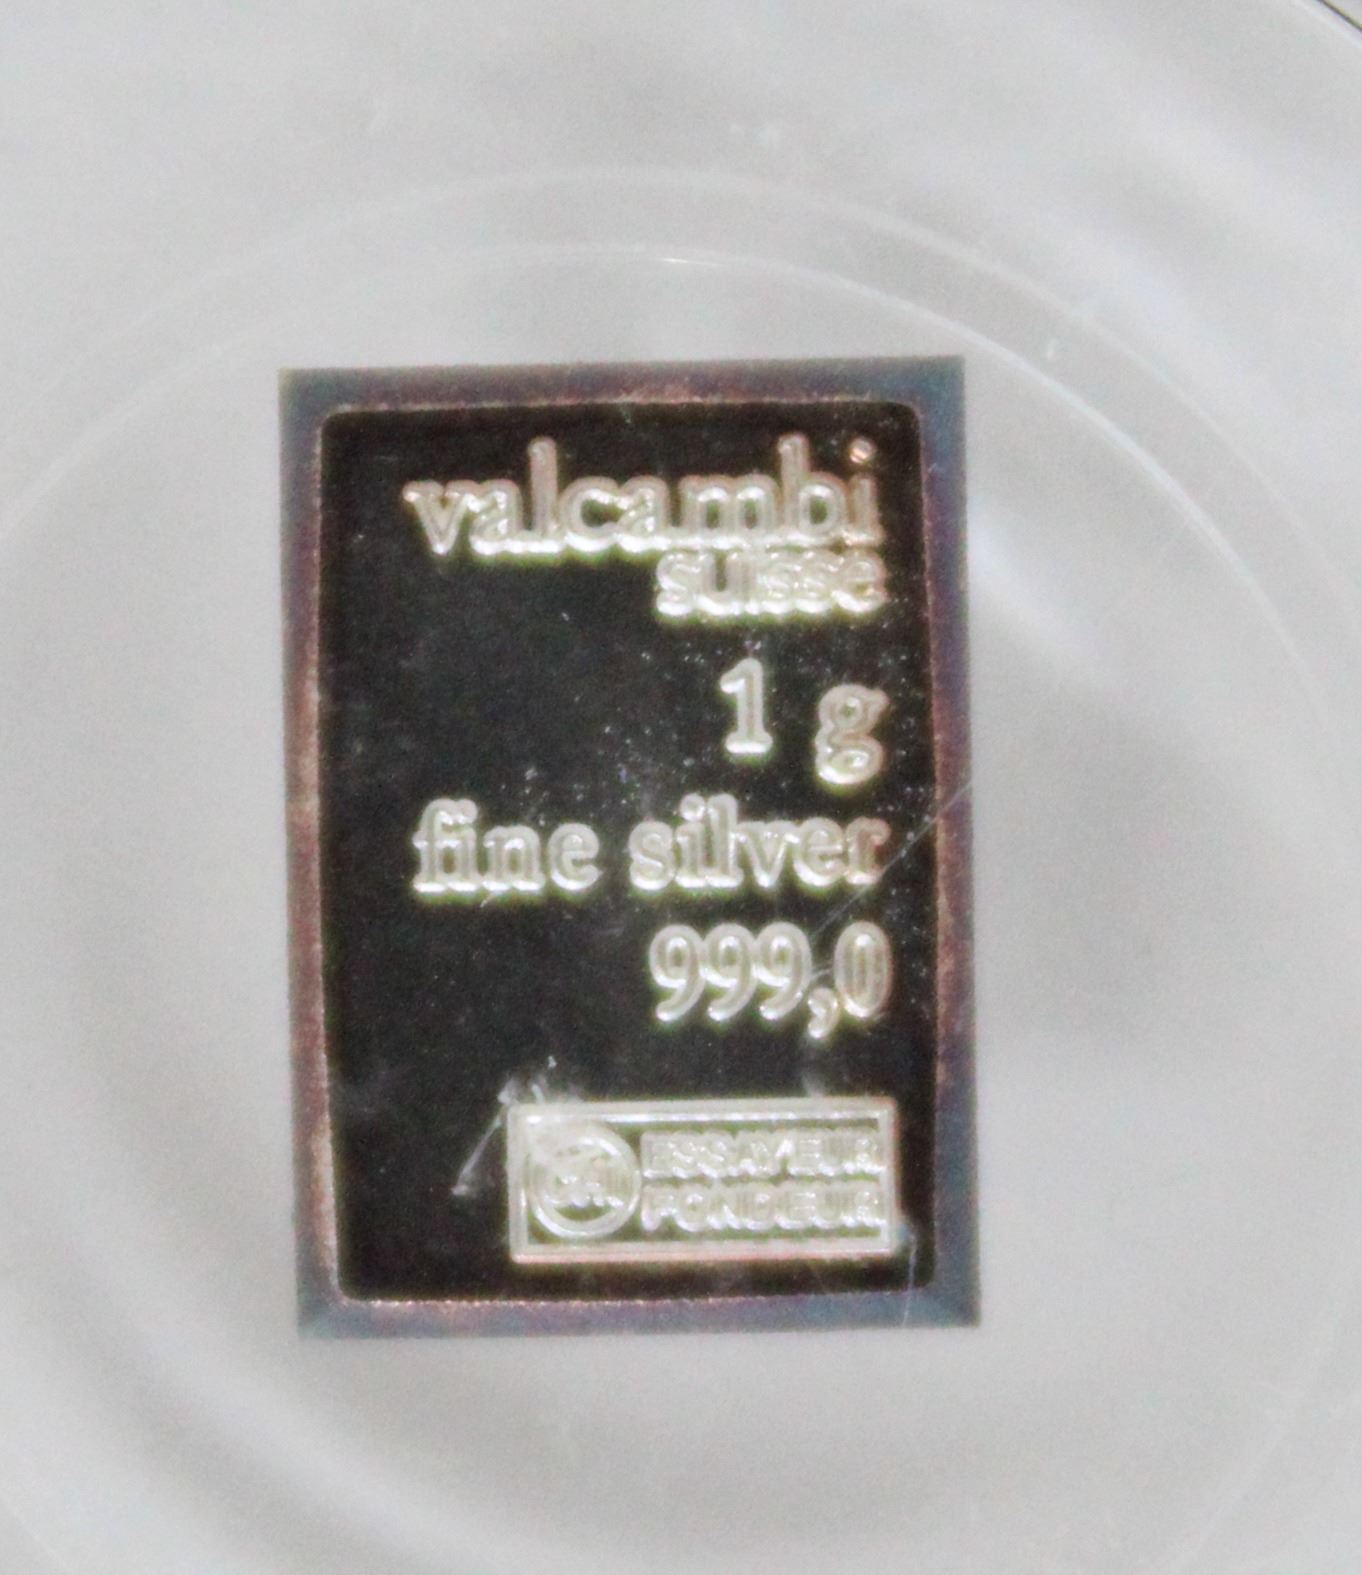 valcambi
suisse
1 g
fine silver
999,0
ESSAYEUR
FONDEUR